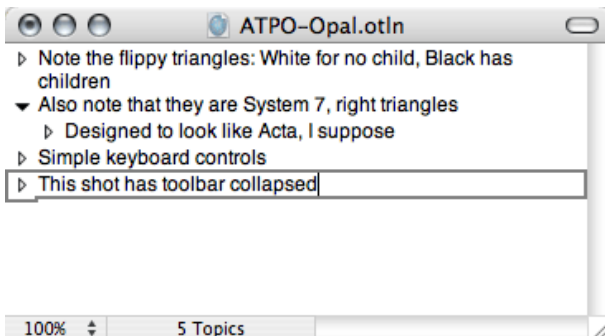 ATPO-Opal.otln
Note the flippy triangles: White for no child, Black has
children
Also note that they are System 7, right triangles
Designed to look like Acta, I suppose
Simple keyboard controls
This shot has toolbar collapsed
100% 5 Topics